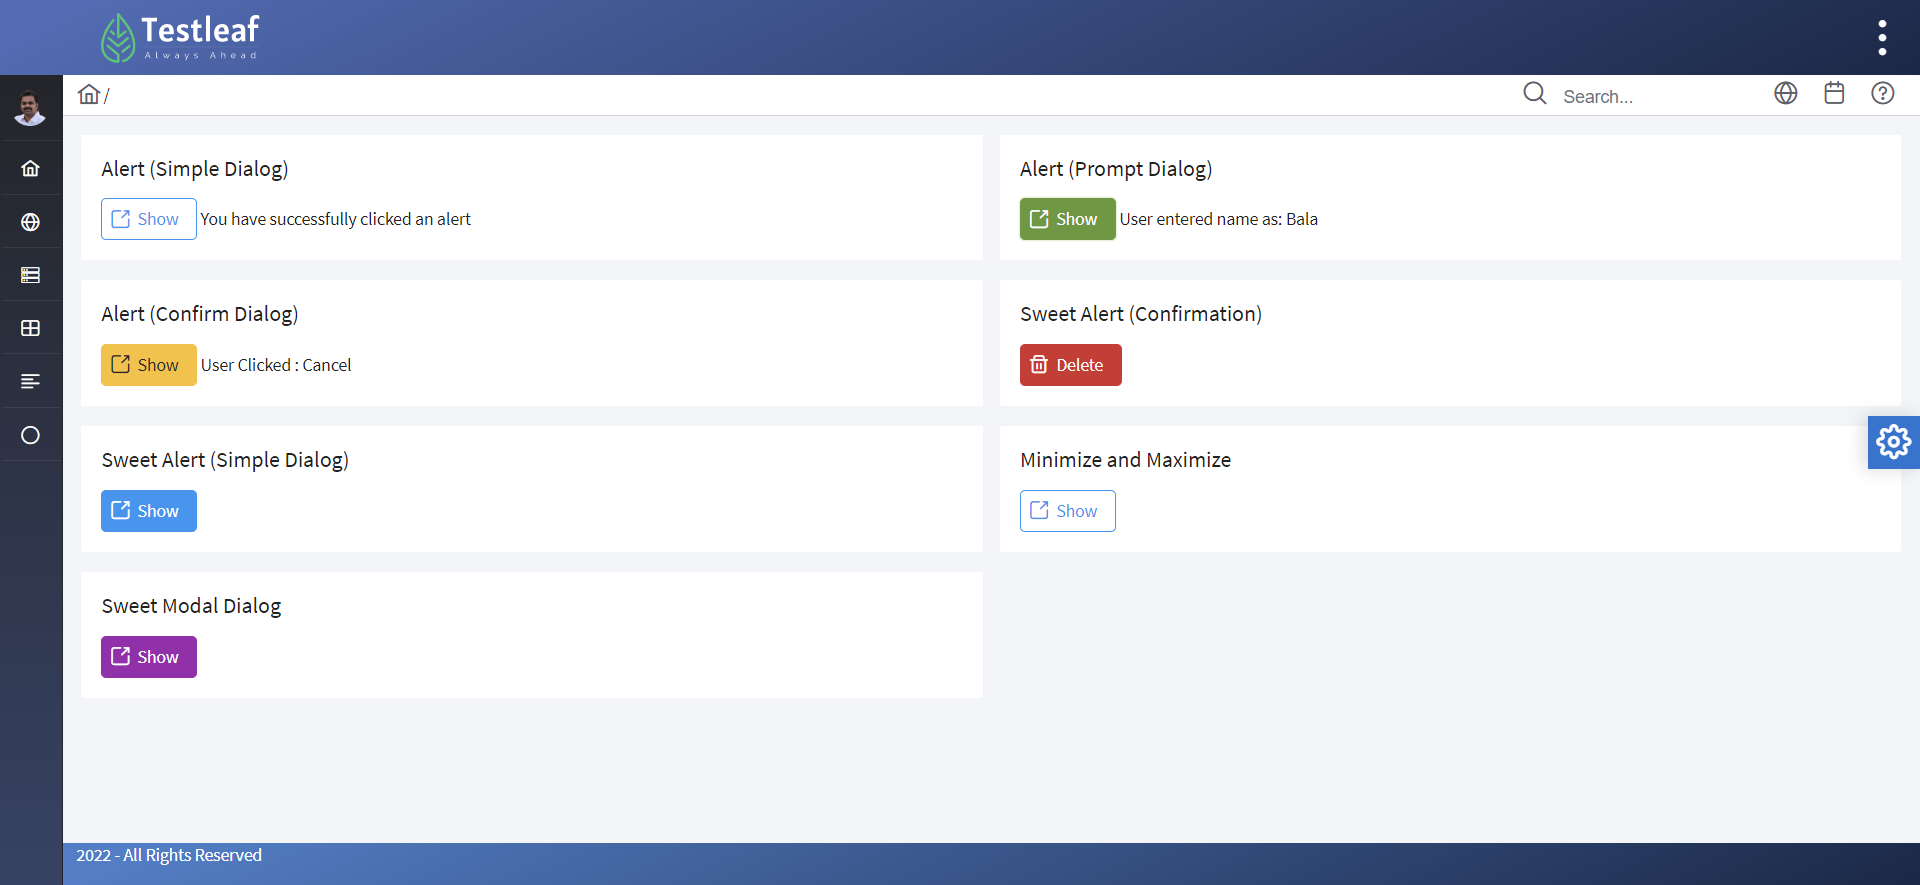 Testleaf
Always Ahead
/
Search...
Alert (Simple Dialog)
Show You have successfully clicked an alert
Alert (Prompt Dialog)
Show User entered name as: Bala
Alert (Confirm Dialog)
Show User Clicked : Cancel
Sweet Alert (Confirmation)
Delete
Sweet Alert (Simple Dialog)
Show
Minimize and Maximize
Show
Sweet Modal Dialog
Show
2022 - All Rights Reserved